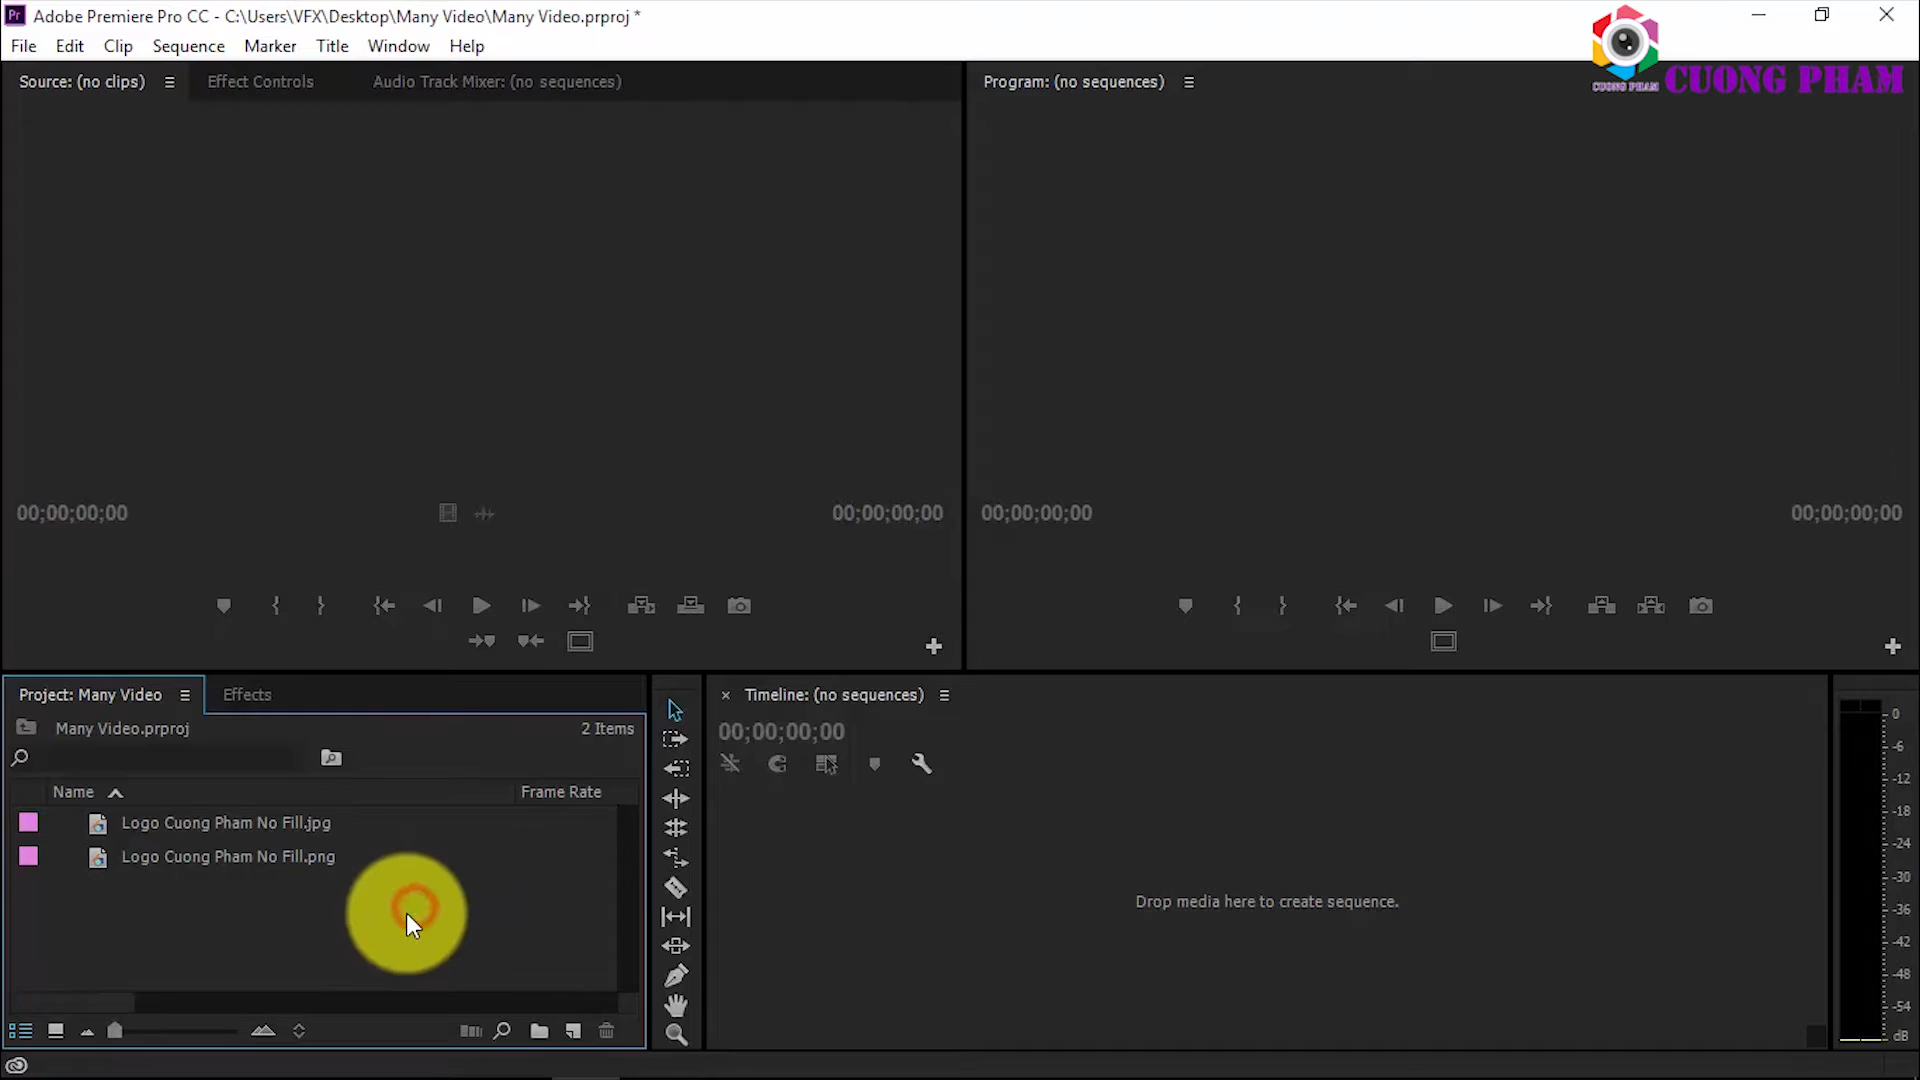 Adobe Premiere Pro CC - C:\Users\VFX\Desktop\Many Video\Many Video.prproj *
File Edit Clip Sequence Marker Title Window Help
CUONG PHAM CUONG PHAM
Source: (no clips) Effect Controls Audio Track Mixer: (no sequences)
Program: (no sequences)
00;00;00;00 00;00;00;00
00;00;00;00 00;00;00;00
Project: Many Video Effects
Many Video.prproj 2 Items
Name Frame Rate
Logo Cuong Pham No Fill.jpg
Logo Cuong Pham No Fill.png
Timeline: (no sequences)
00;00;00;00
Drop media here to create sequence.
0
-6
-12
-18
-24
-30
-36
-42
-48
-54
dB